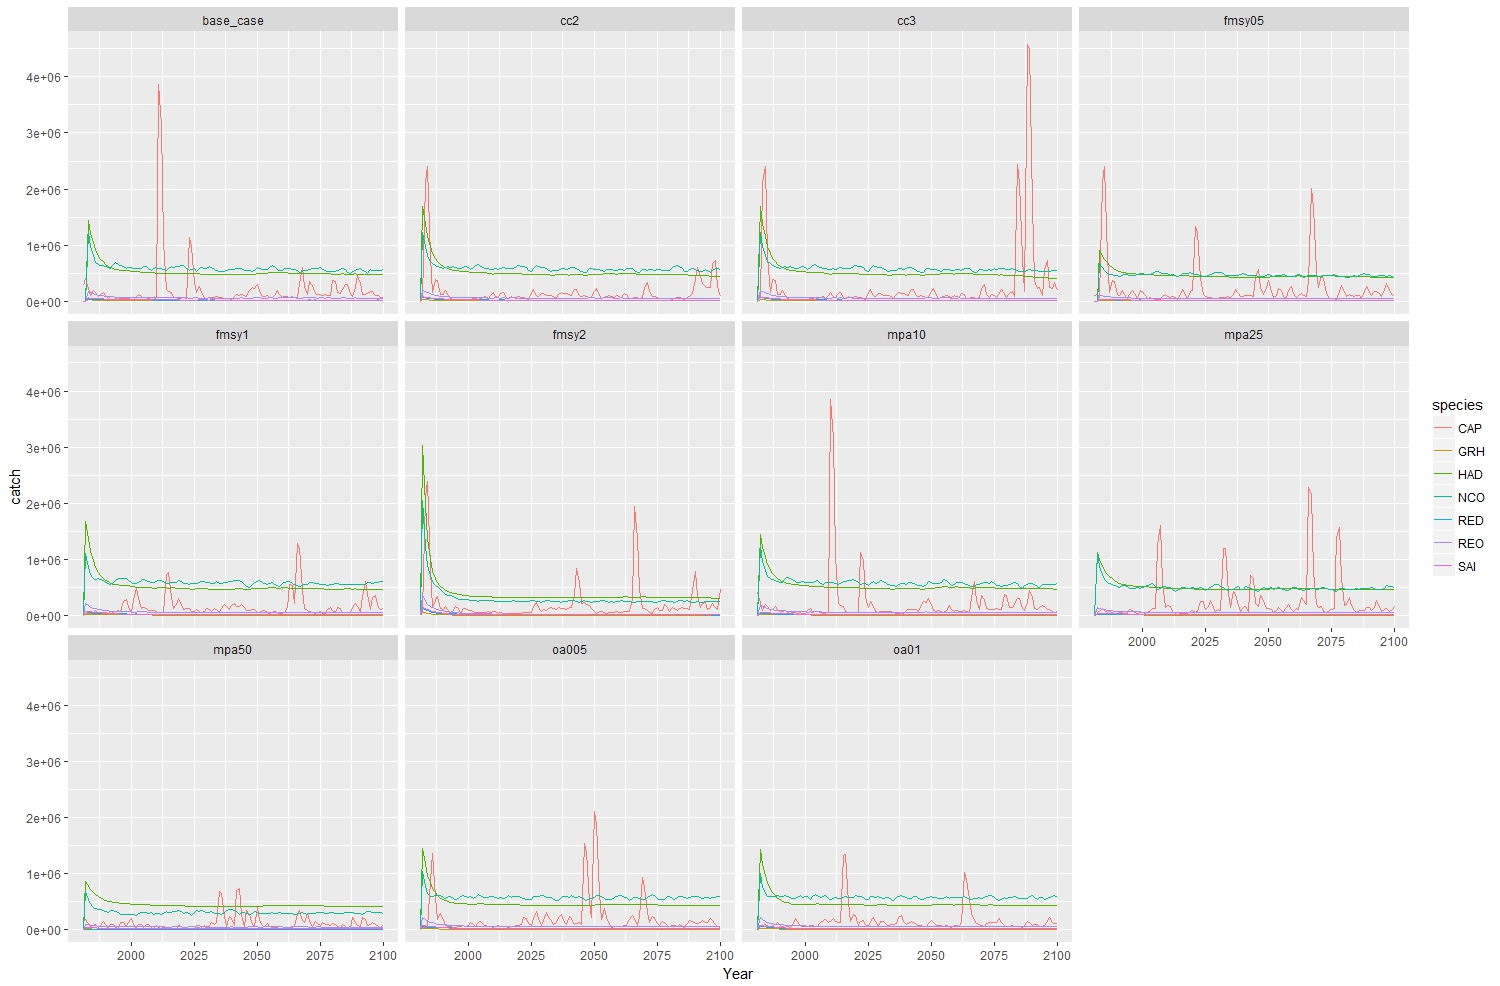 base_case cc2 cc3 fmsy05
4e+06
3e+06
2e+06
1e+06
0e+00
fmsy1 fmsy2 mpa10 mpa25
4e+06
3e+06
2e+06
1e+06
0e+00
2000 2025 2050 2075 2100
mpa50 oa005 oa01
4e+06
3e+06
2e+06
1e+06
0e+00
2000 2025 2050 2075 2100 2000 2025 2050 2075 2100 2000 2025 2050 2075 2100
Year
catch
species
CAP
GRH
HAD
NCO
RED
REO
SAI